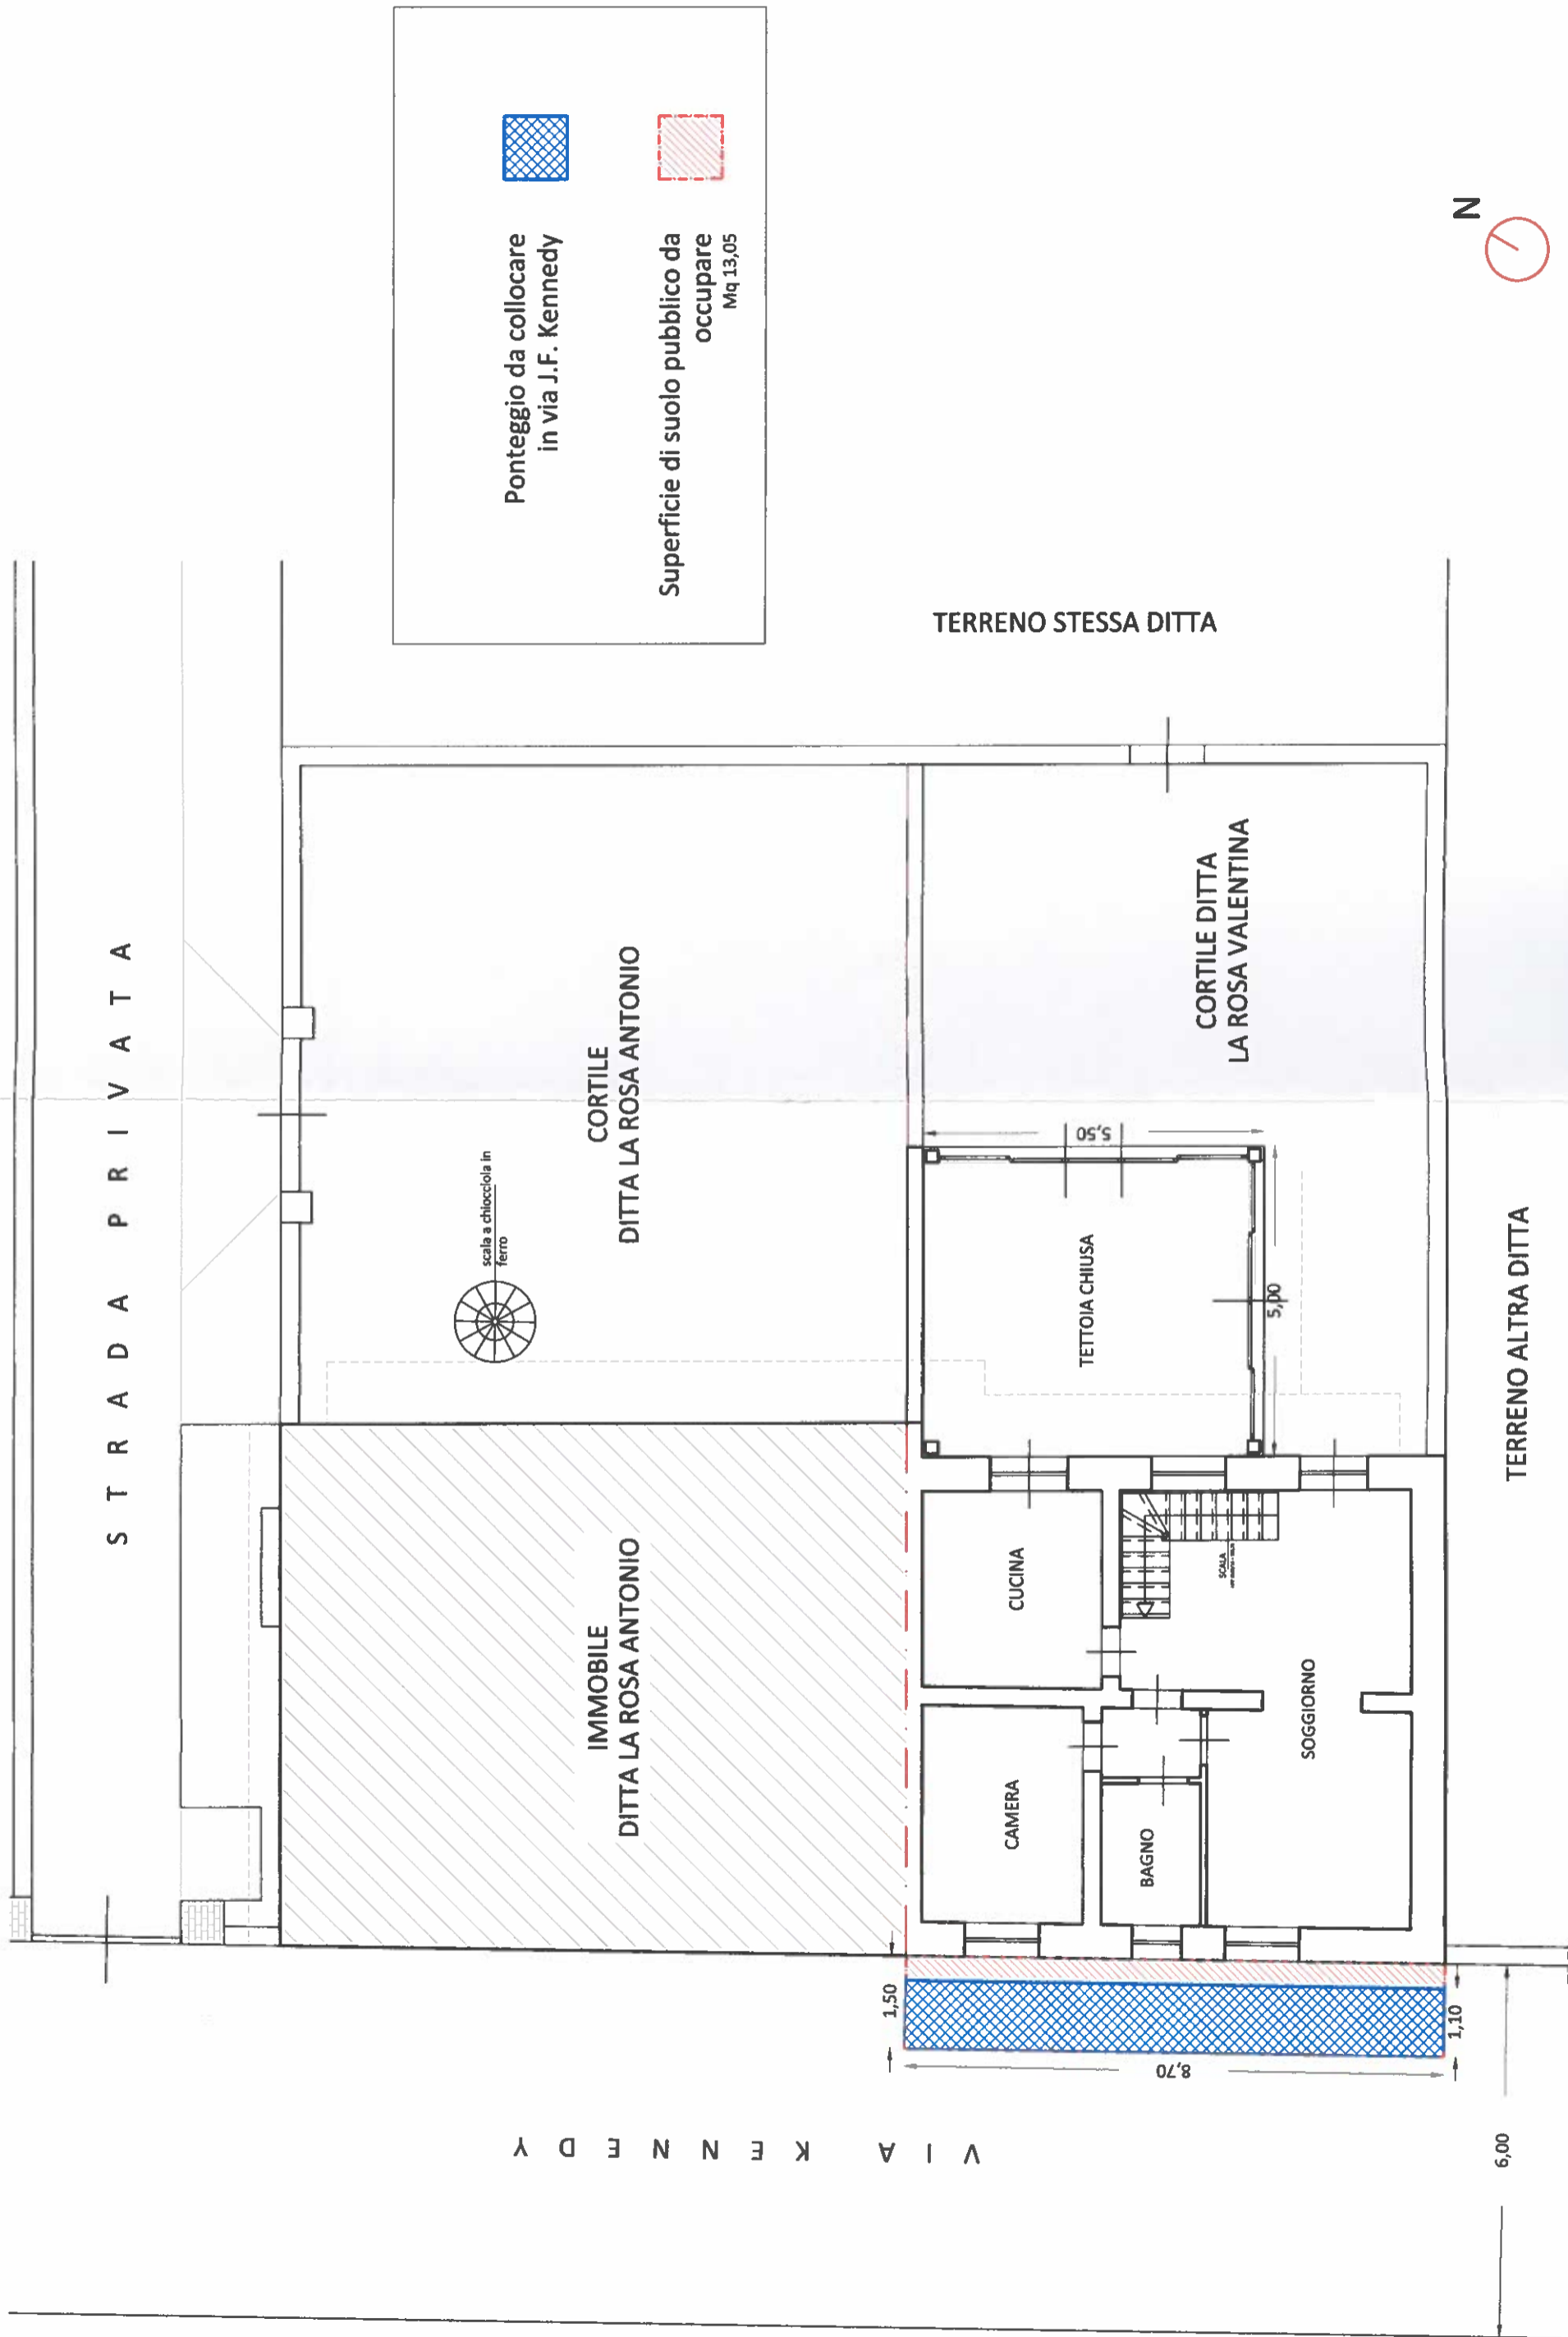 STRADA PRIVATA
Ponteggio da collocare
in via J.F. Kennedy
Superficie di suolo pubblico da
occupare
Mq 13,05
N
TERRENO STESSA DITTA
CORTILE
DITTA LA ROSA ANTONIO
scala a chiocciola in
ferro
CORTILE DITTA
LA ROSA VALENTINA
5,50
TETTOIA CHIUSA
5,00
TERRENO ALTRA DITTA
IMMOBILE
DITTA LA ROSA ANTONIO
CUCINA
SCALA
CAMERA
BAGNO
SOGGIORNO
1,50
1,10
8,70
VIA KENNEDY
6,00